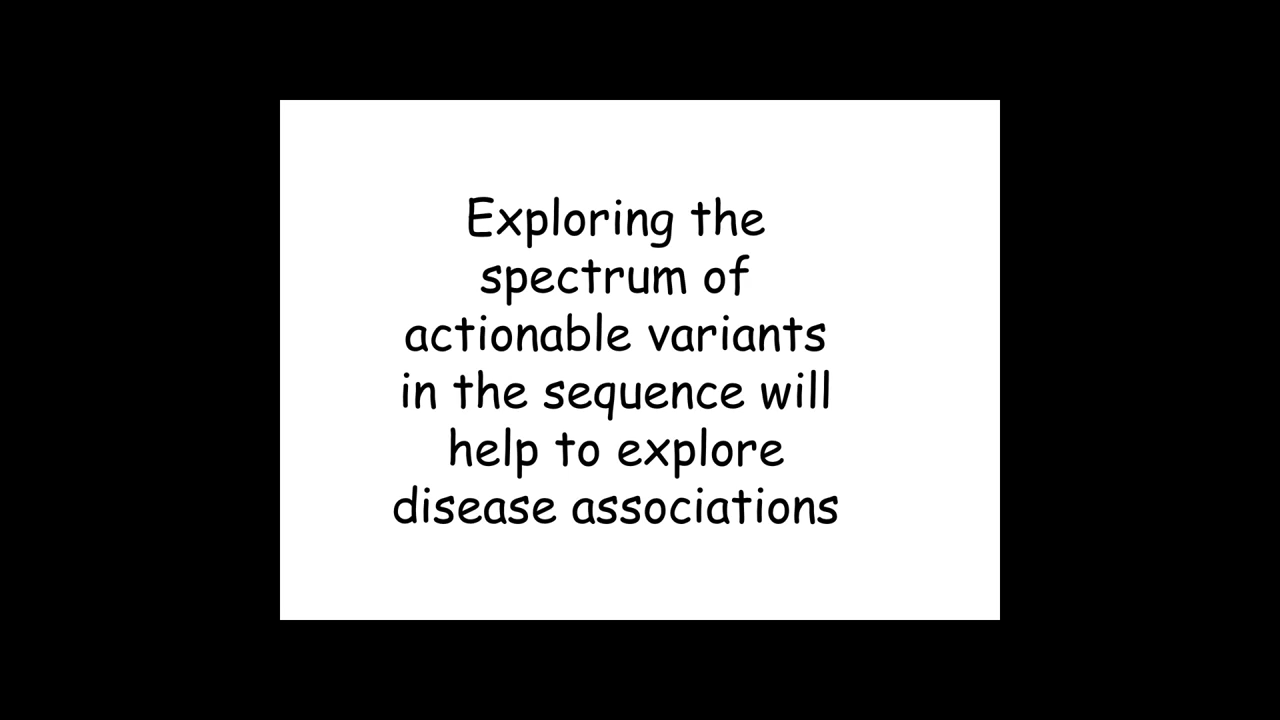 Exploring the
spectrum of
actionable variants
in the sequence will
help to explore
disease associations